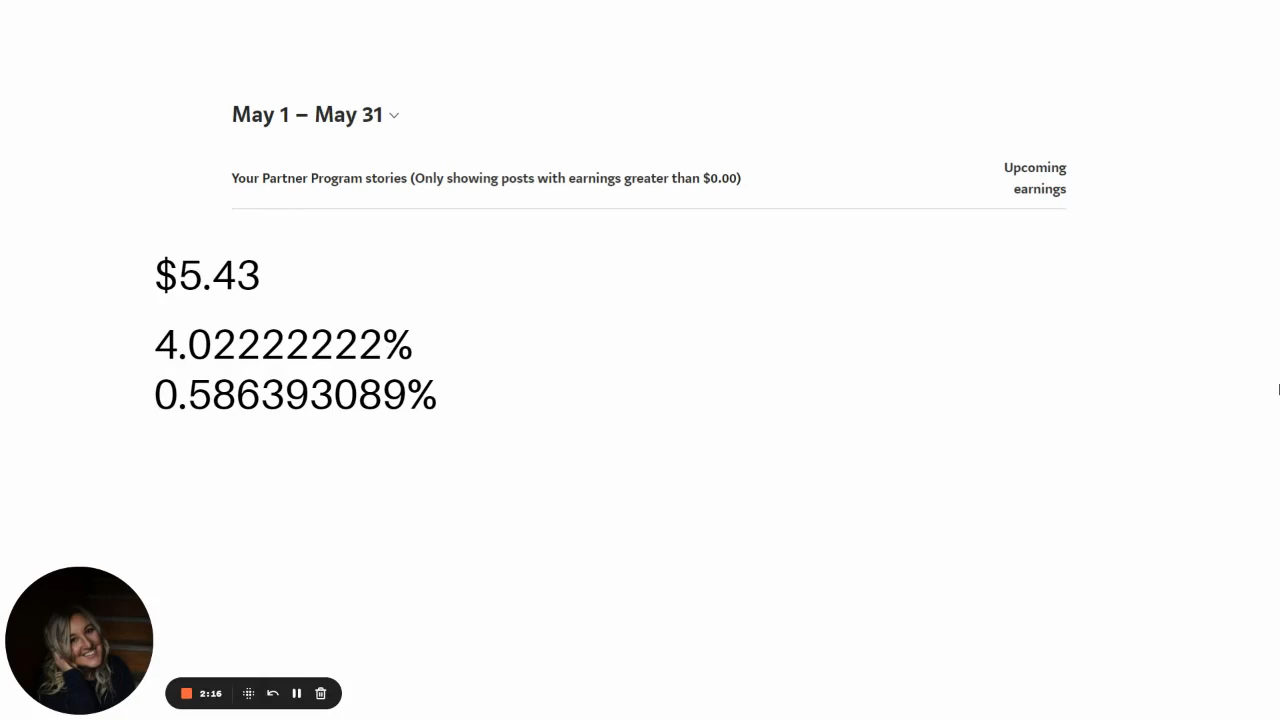 May 1 – May 31
Your Partner Program stories (Only showing posts with earnings greater than $0.00)
Upcoming
earnings
$5.43
4.02222222%
0.586393089%
2:16